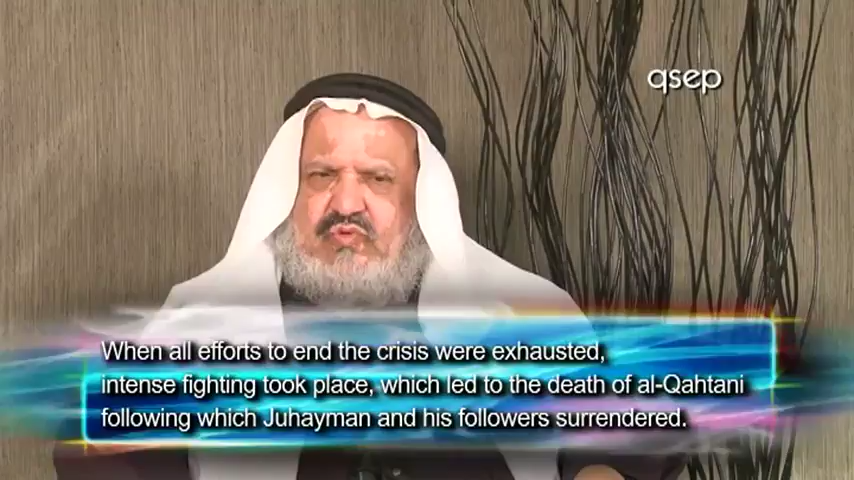 qsep
When all efforts to end the crisis were exhausted,
intense fighting took place, which led to the death of al-Qahtani
following which Juhayman and his followers surrendered.